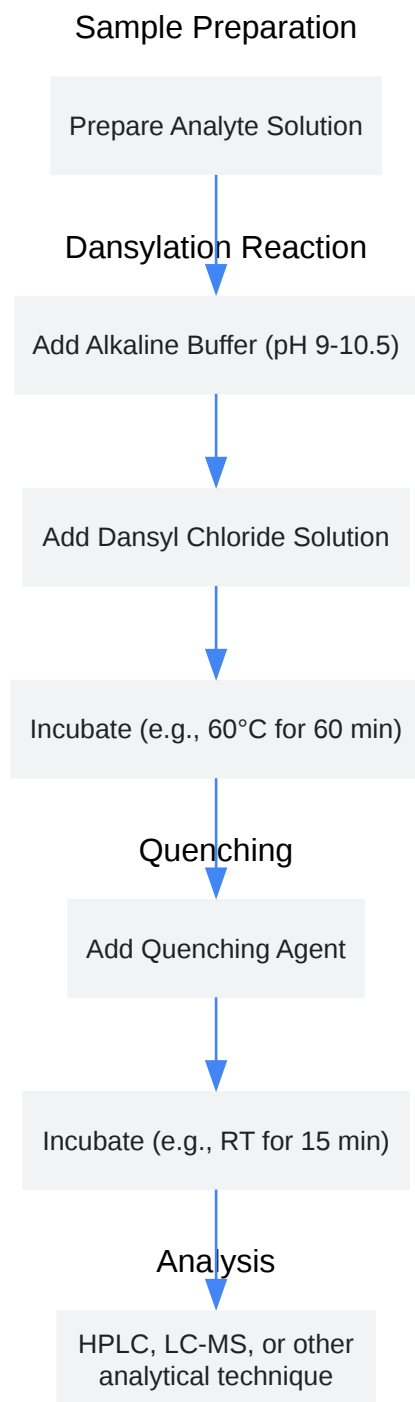 Sample Preparation
Prepare Analyte Solution
Dansylation Reaction
Add Alkaline Buffer (pH 9-10.5)
Add Dansyl Chloride Solution
Incubate (e.g., 60°C for 60 min)
Quenching
Add Quenching Agent
Incubate (e.g., RT for 15 min)
Analysis
HPLC, LC-MS, or other
analytical technique